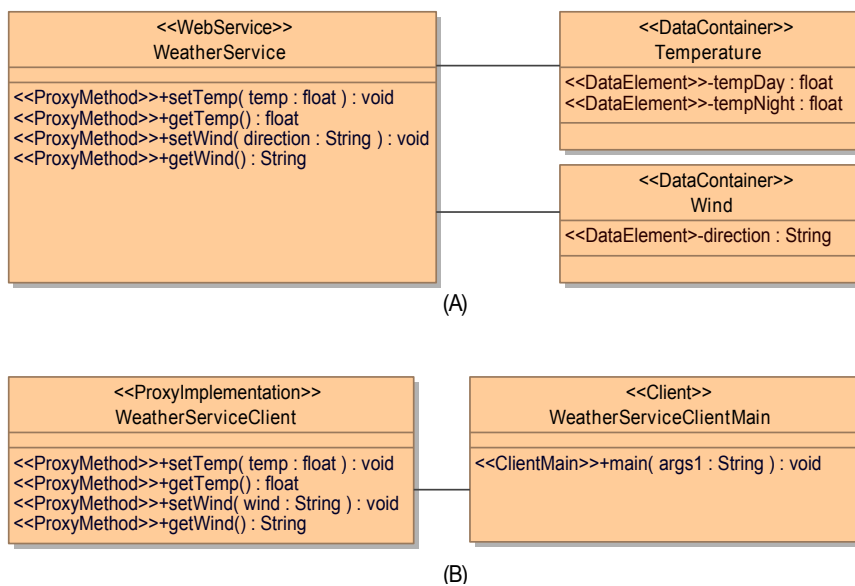 <<WebService>>
WeatherService
<<ProxyMethod>>+setTemp( temp : float ) : void
<<ProxyMethod>>+getTemp() : float
<<ProxyMethod>>+setWind( direction : String ) : void
<<ProxyMethod>>+getWind() : String
<<DataContainer>>
Temperature
<<DataElement>>-tempDay : float
<<DataElement>>-tempNight : float
<<DataContainer>>
Wind
<<DataElement>-direction : String
(A)
<<ProxyImplementation>>
WeatherServiceClient
<<ProxyMethod>>+setTemp( temp : float ) : void
<<ProxyMethod>>+getTemp() : float
<<ProxyMethod>>+setWind( wind : String ) : void
<<ProxyMethod>>+getWind() : String
<<Client>>
WeatherServiceClientMain
<<ClientMain>>+main( args1 : String ) : void
(B)